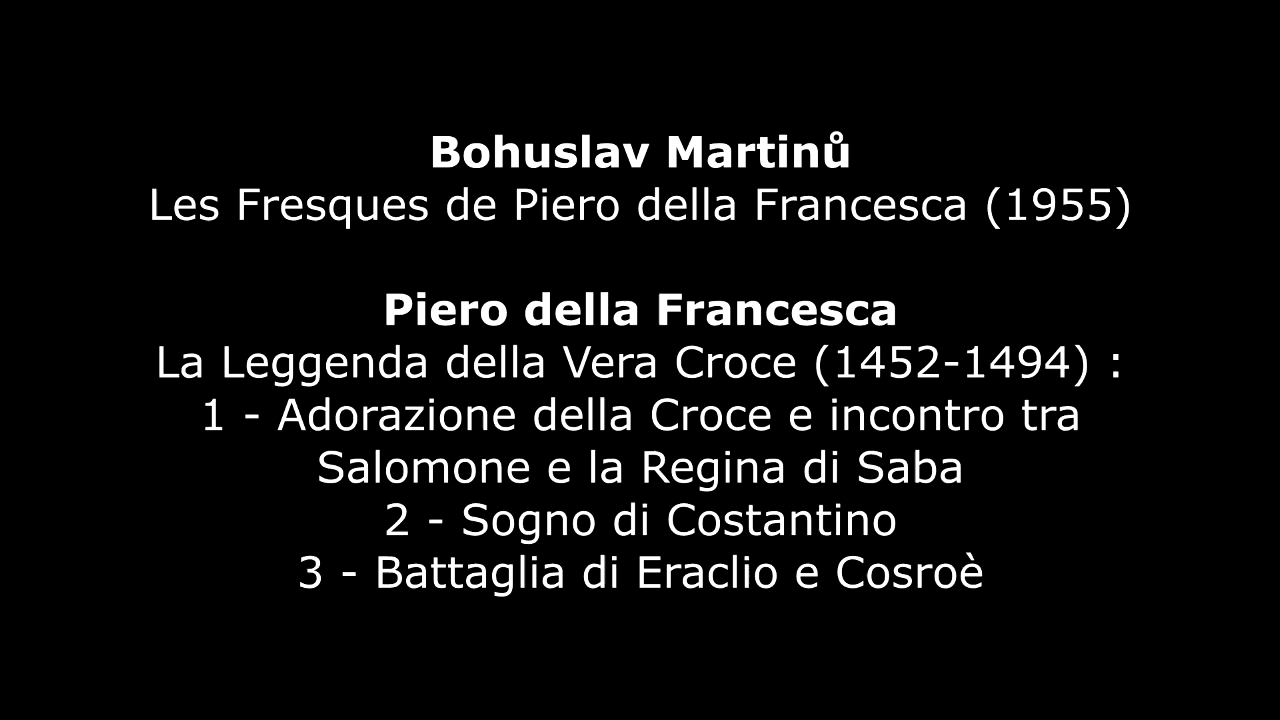 Bohuslav Martinů
Les Fresques de Piero della Francesca (1955)
Piero della Francesca
La Leggenda della Vera Croce (1452-1494) :
1 - Adorazione della Croce e incontro tra
Salomone e la Regina di Saba
2 - Sogno di Costantino
3 - Battaglia di Eraclio e Cosroè